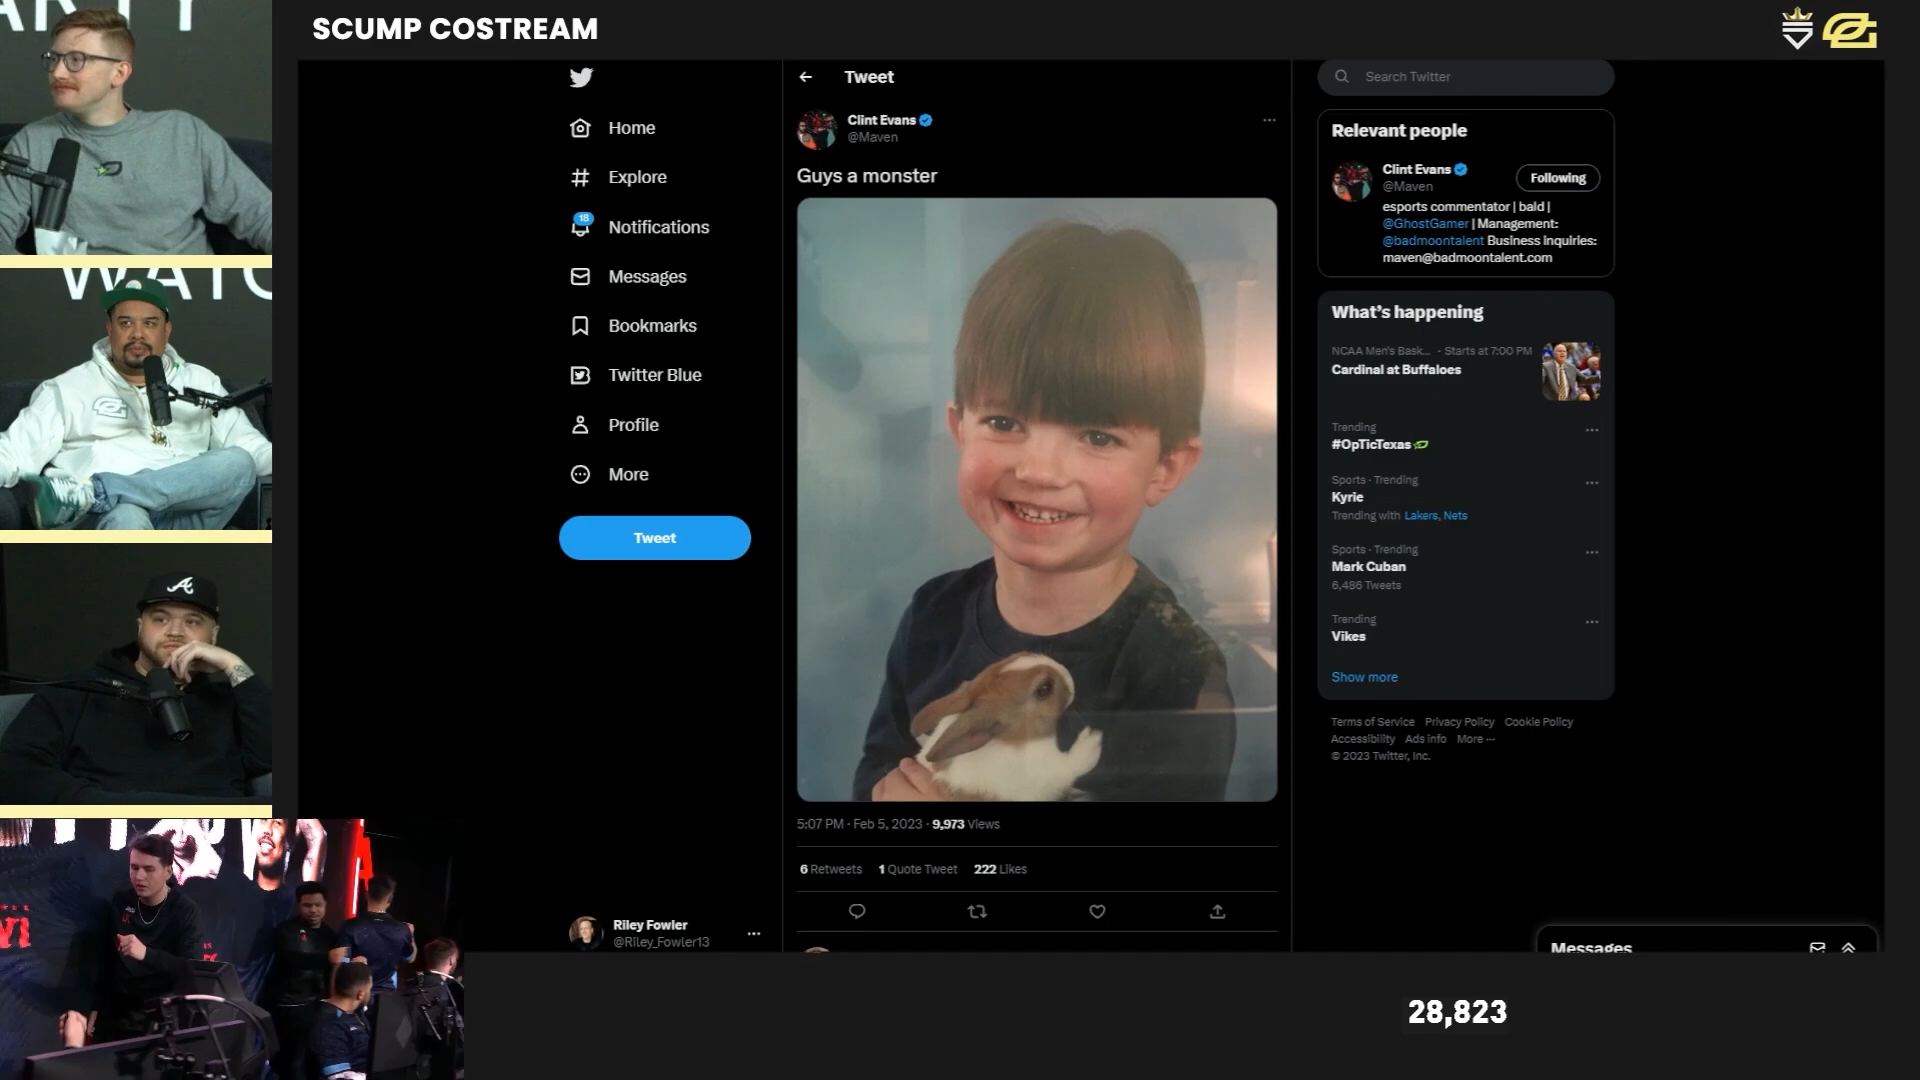 SCUMP COSTREAM
ARTY
WATC
Home
Explore
18
Notifications
Messages
Bookmarks
Twitter Blue
Profile
More
Tweet
Riley Fowler
@Riley_Fowler13
Tweet
Clint Evans
@Maven
Guys a monster
5:07 PM · Feb 5, 2023 · 9,973 Views
6 Retweets 1 Quote Tweet 222 Likes
Search Twitter
Relevant people
Clint Evans
@Maven
Following
esports commentator | bald |
@GhostGamer | Management:
@badmoontalent Business Inquiries:
maven@badmoontalent.com
What's happening
NCAA Men's Bask... · Starts at 7:00 PM
Cardinal at Buffaloes
Trending
#OpTicTexas
Sports · Trending
Kyrie
Trending with Lakers, Nets
Sports · Trending
Mark Cuban
6,486 Tweets
Trending
Vikes
Show more
Terms of Service Privacy Policy Cookie Policy
Accessibility Ads info More ···
© 2023 Twitter, Inc.
Messages
28,823